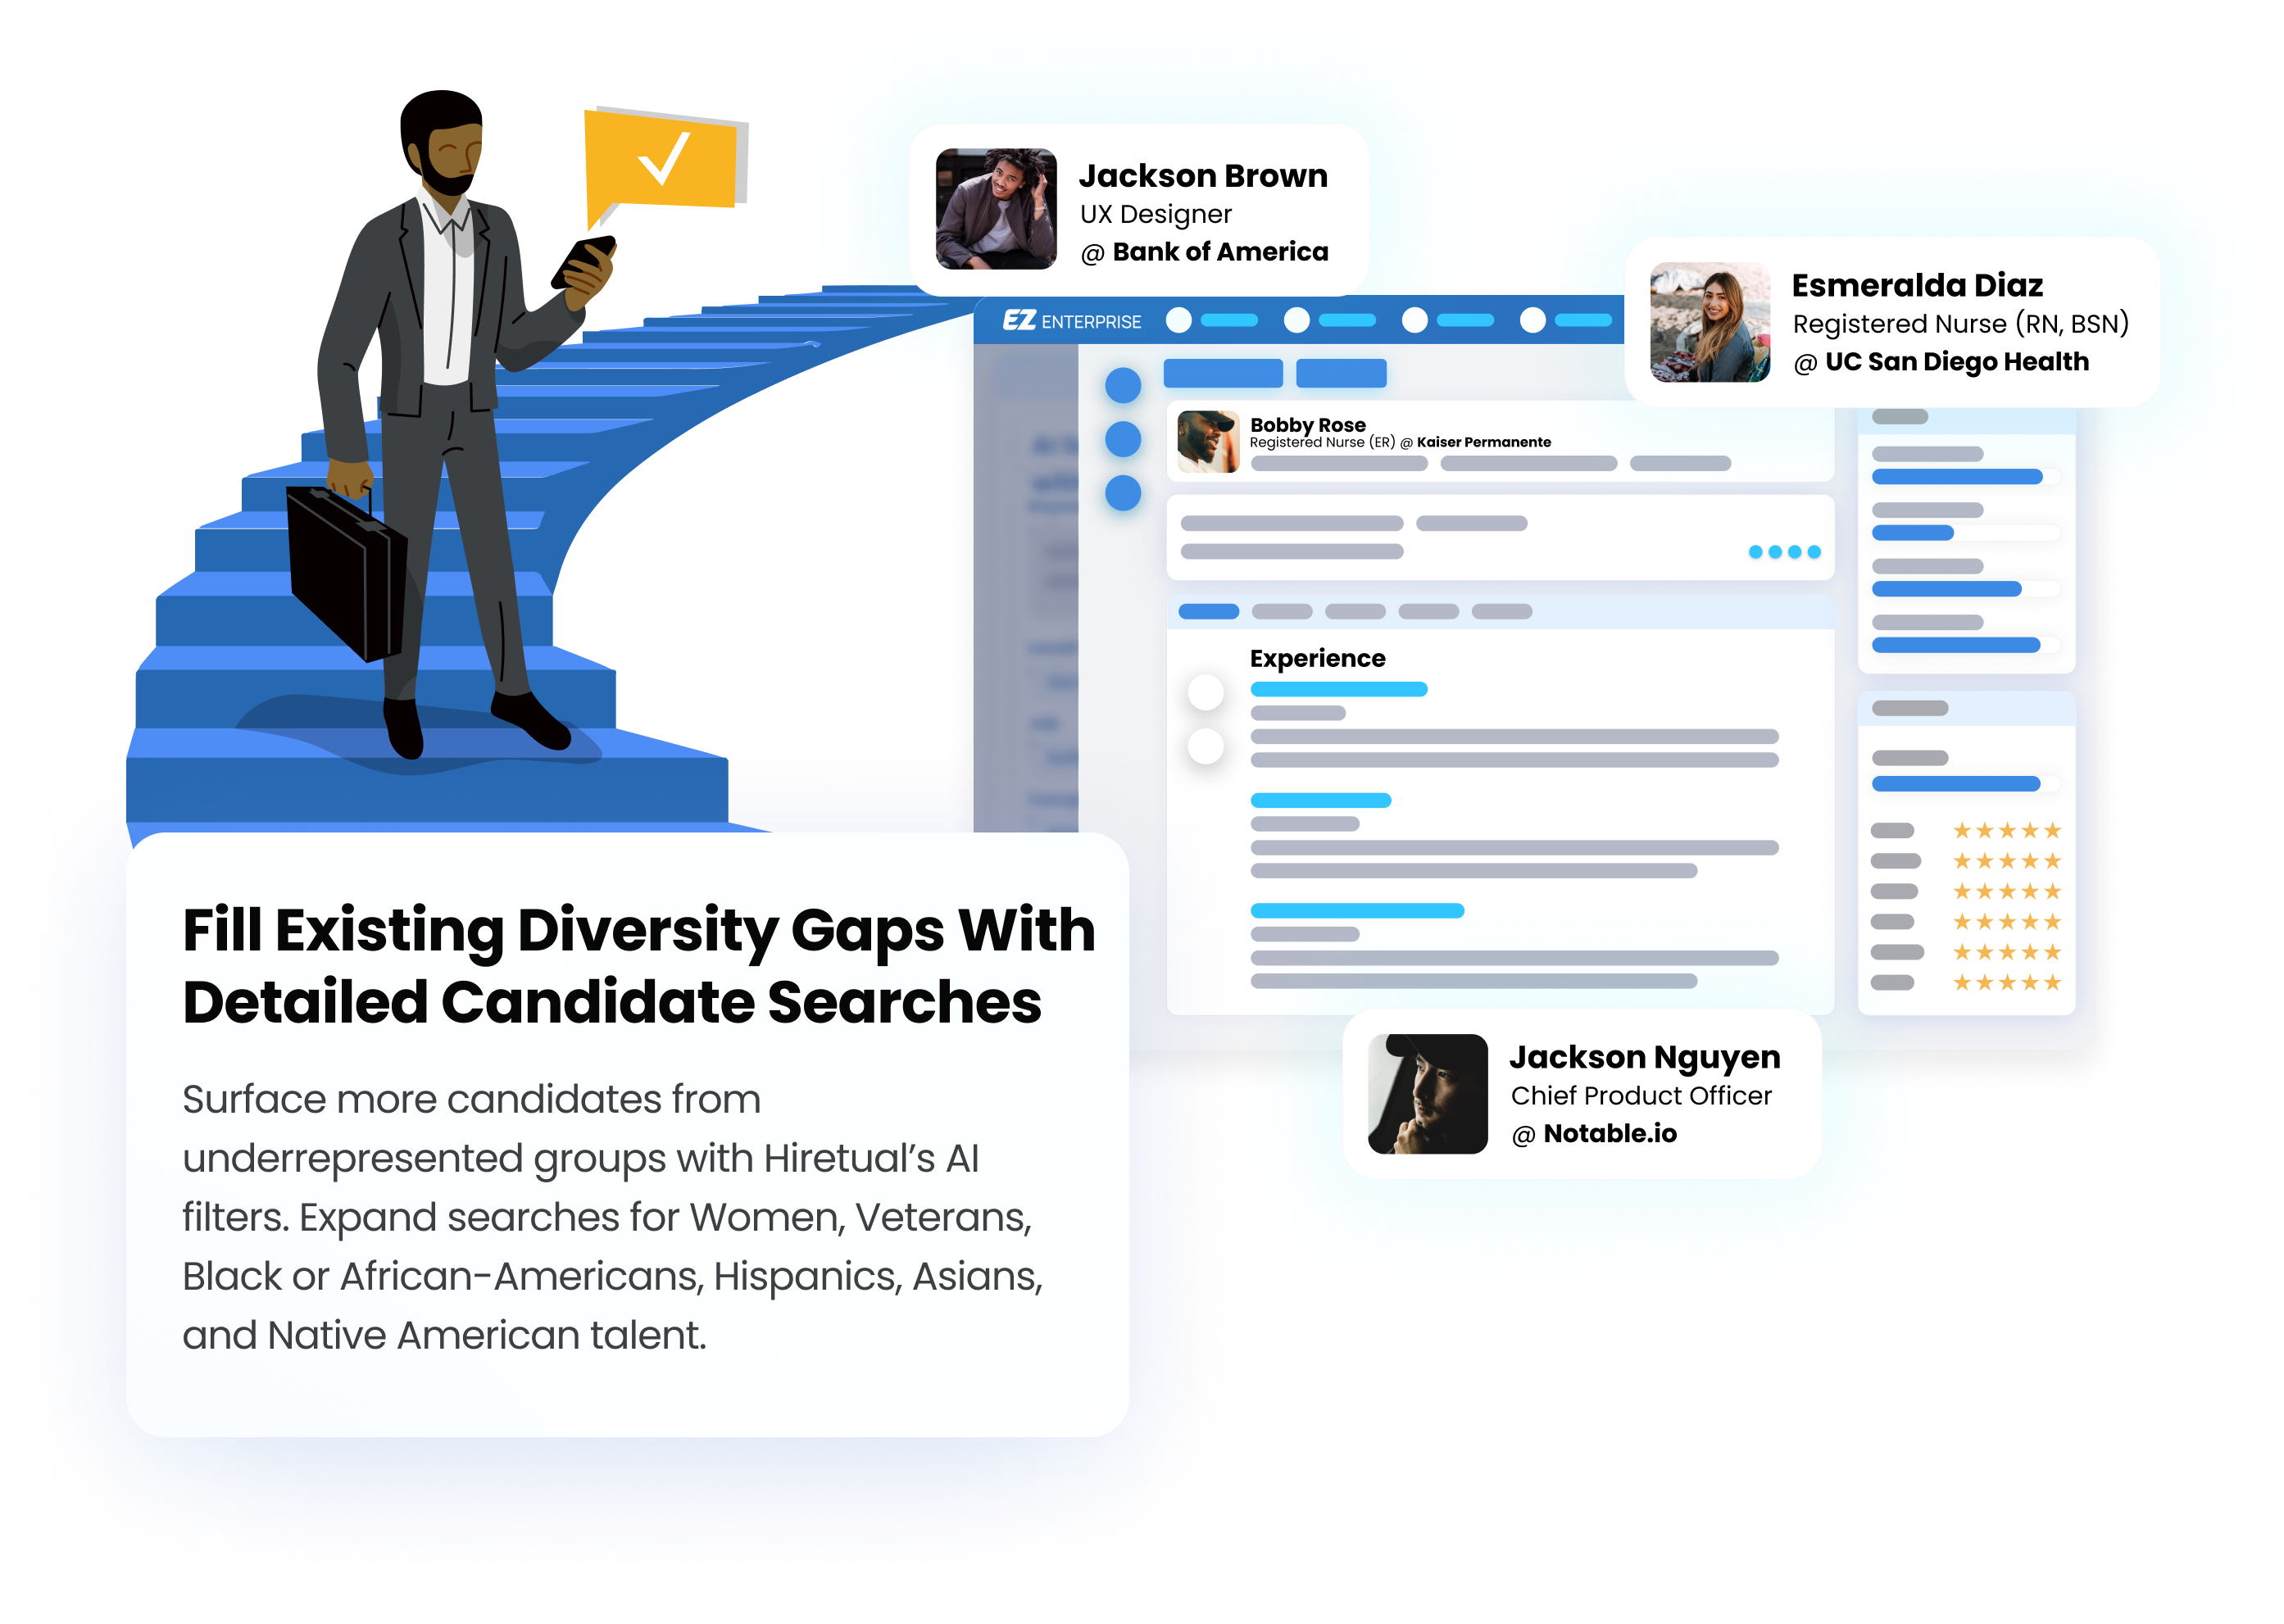 Jackson Brown
UX Designer
@ Bank of America
Esmeralda Diaz
Registered Nurse (RN, BSN)
@ UC San Diego Health
EZ ENTERPRISE
Bobby Rose
Registered Nurse (ER) @ Kaiser Permanente
Experience
Fill Existing Diversity Gaps With
Detailed Candidate Searches
Surface more candidates from
underrepresented groups with Hiretual’s AI
filters. Expand searches for Women, Veterans,
Black or African-Americans, Hispanics, Asians,
and Native American talent.
Jackson Nguyen
Chief Product Officer
@ Notable.io